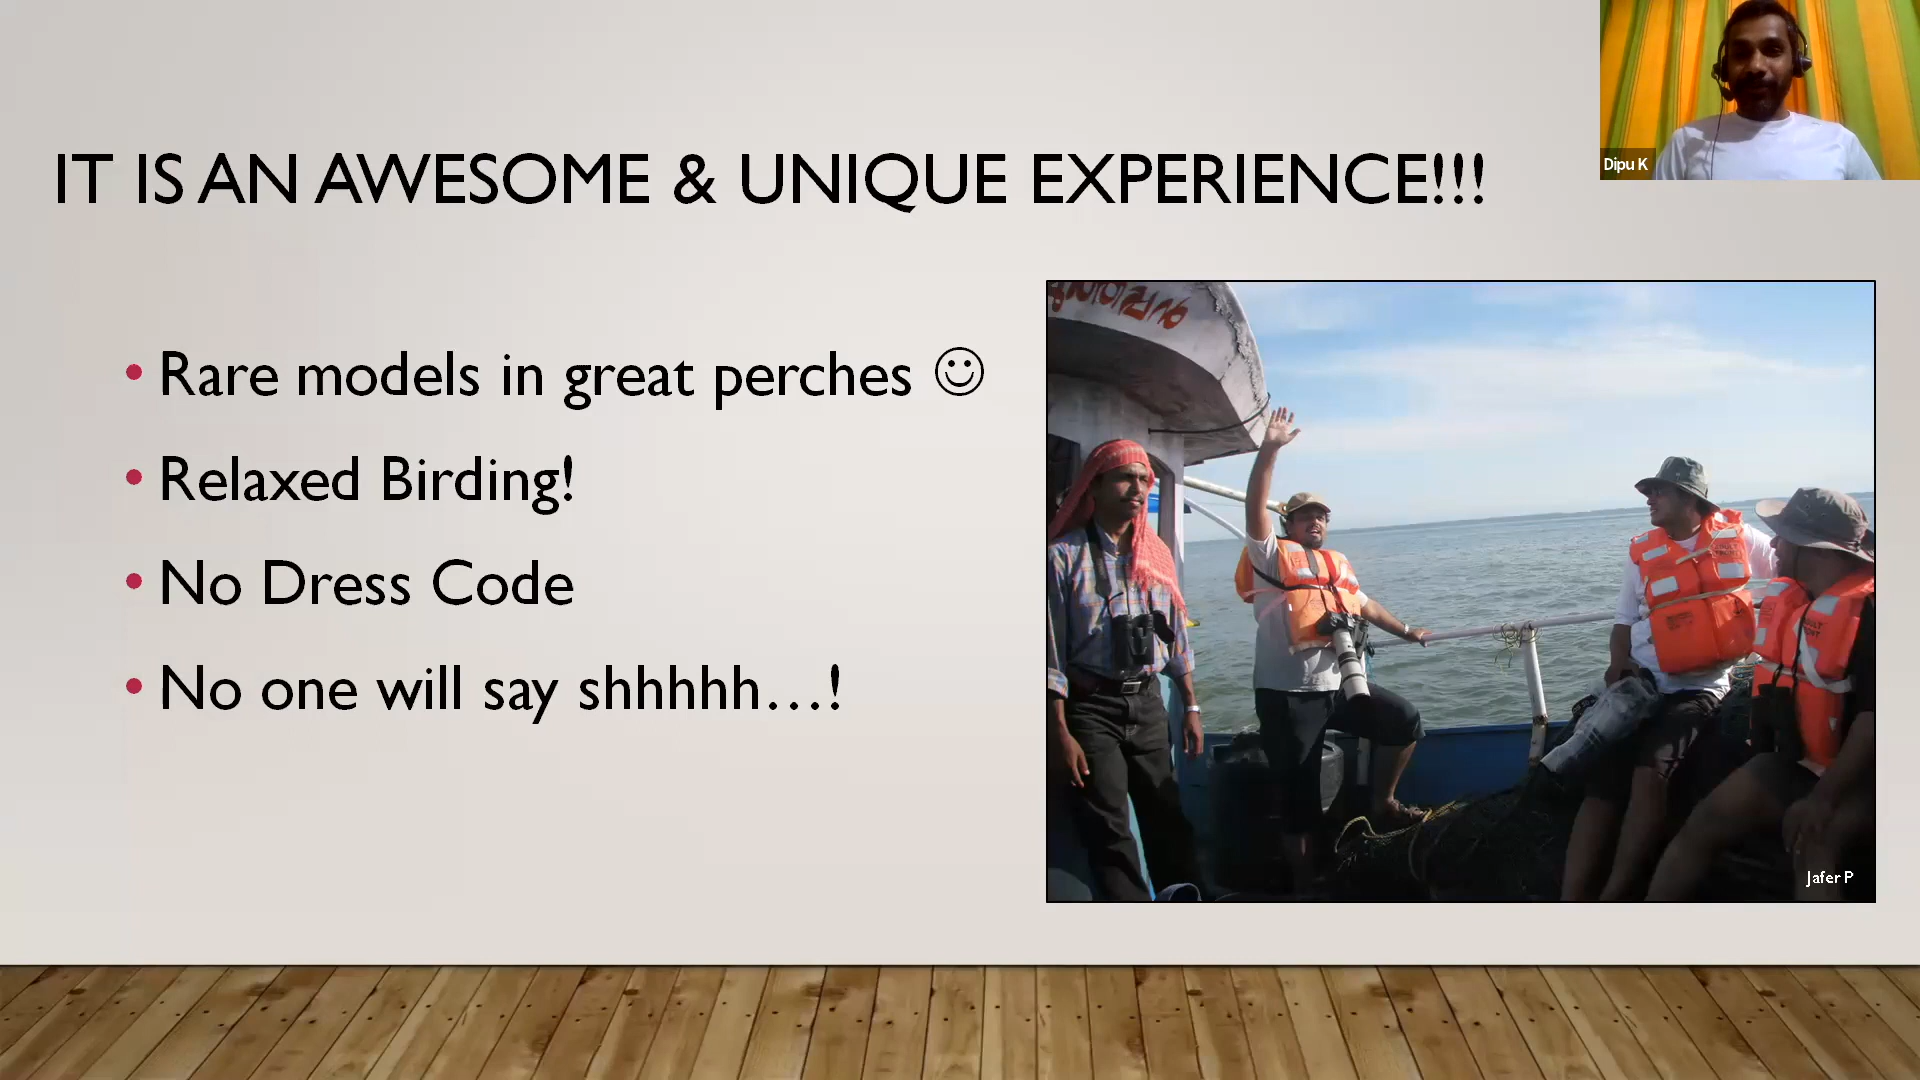 Dipu K
IT IS AN AWESOME & UNIQUE EXPERIENCE!!!
• Rare models in great perches ☺
• Relaxed Birding!
• No Dress Code
• No one will say shhhhh…!
Jafer P